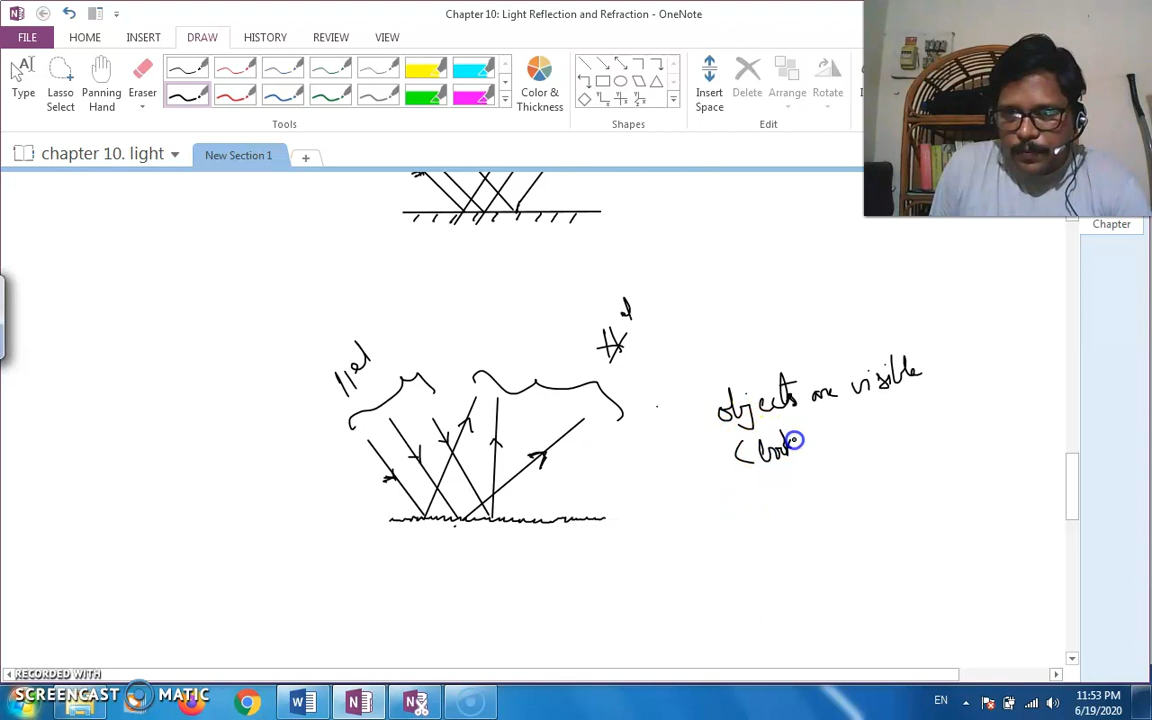 Chapter 10: Light Reflection and Refraction - OneNote
FILE HOME INSERT DRAW HISTORY REVIEW VIEW
Type Lasso Select Panning Hand Eraser Color & Thickness Insert Space Delete Arrange Rotate
Tools Shapes Edit
chapter 10. light New Section 1
Chapter
11el
objects are visible
RECORDED WITH
SCREENCAST MATIC
EN 11:53 PM
6/19/2020